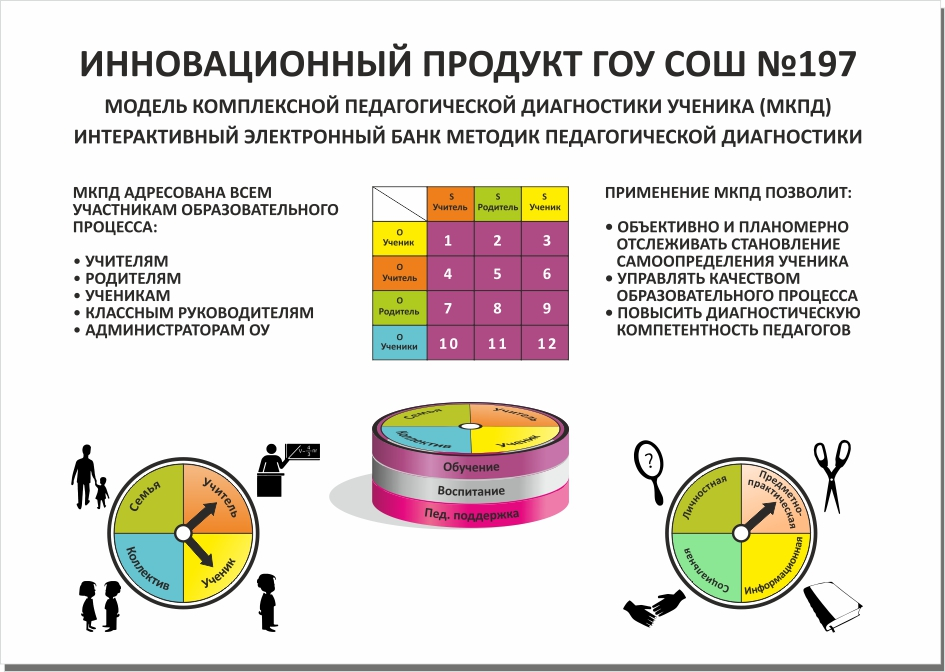 ИННОВАЦИОННЫЙ ПРОДУКТ ГОУ СОШ №197
МОДЕЛЬ КОМПЛЕКСНОЙ ПЕДАГОГИЧЕСКОЙ ДИАГНОСТИКИ УЧЕНИКА (МКПД)
ИНТЕРАКТИВНЫЙ ЭЛЕКТРОННЫЙ БАНК МЕТОДИК ПЕДАГОГИЧЕСКОЙ ДИАГНОСТИКИ
МКПД АДРЕСОВАНА ВСЕМ
УЧАСТНИКАМ ОБРАЗОВАТЕЛЬНОГО
ПРОЦЕССА:
• УЧИТЕЛЯМ
• РОДИТЕЛЯМ
• УЧЕНИКАМ
• КЛАССНЫМ РУКОВОДИТЕЛЯМ
• АДМИНИСТРАТОРАМ ОУ
S S S
Учитель Родитель Ученик
О
Ученик
1 2 3
О
Учитель
4 5 6
О
Родитель
7 8 9
О
Ученики
10 11 12
ПРИМЕНЕНИЕ МКПД ПОЗВОЛИТ:
• ОБЪЕКТИВНО И ПЛАНОМЕРНО
ОТСЛЕЖИВАТЬ СТАНОВЛЕНИЕ
САМООПРЕДЕЛЕНИЯ УЧЕНИКА
• УПРАВЛЯТЬ КАЧЕСТВОМ
ОБРАЗОВАТЕЛЬНОГО ПРОЦЕССА
• ПОВЫСИТЬ ДИАГНОСТИЧЕСКУЮ
КОМПЕТЕНТНОСТЬ ПЕДАГОГОВ
Семья
Учитель
Коллектив
Ученик
Семья
Учитель
Коллектив
Ученик
Обучение
Воспитание
Пед. поддержка
?
Личностная
Предметно-
практическая
Социальная
Информационная